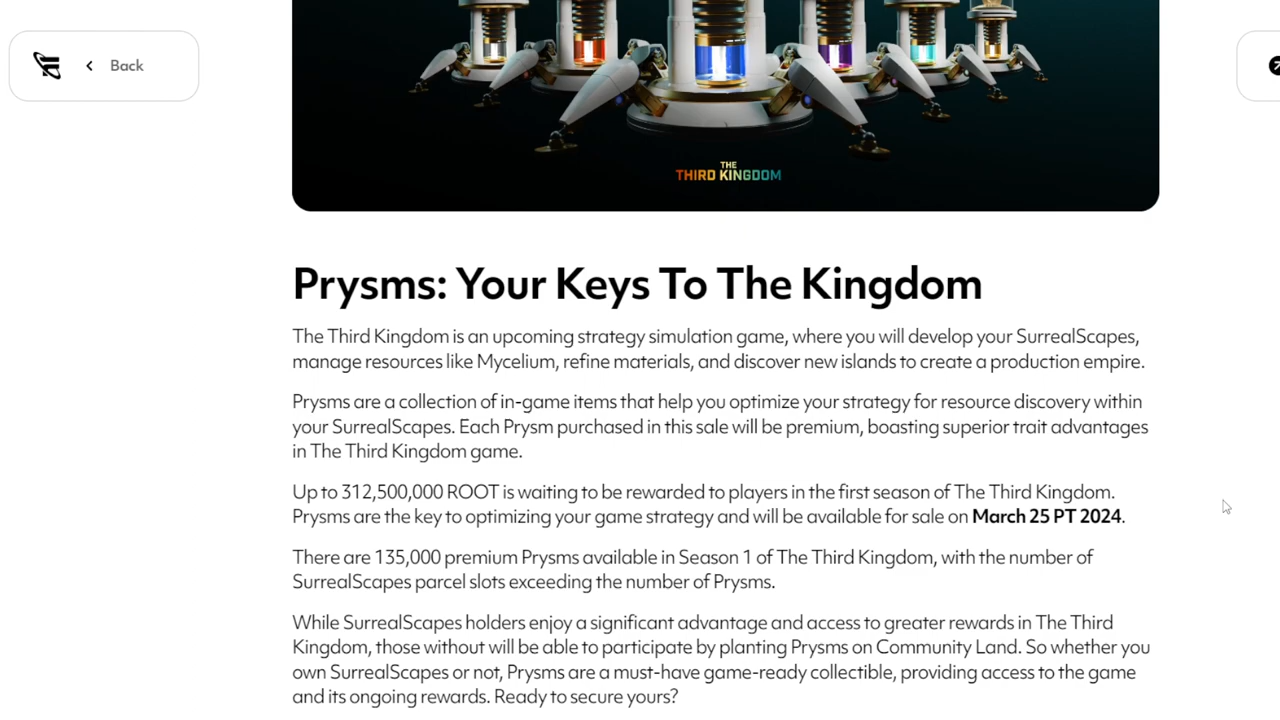 Back
THE
THIRD KINGDOM
Prysms: Your Keys To The Kingdom
The Third Kingdom is an upcoming strategy simulation game, where you will develop your SurrealScapes,
manage resources like Mycelium, refine materials, and discover new islands to create a production empire.
Prysms are a collection of in-game items that help you optimize your strategy for resource discovery within
your SurrealScapes. Each Prysm purchased in this sale will be premium, boasting superior trait advantages
in The Third Kingdom game.
Up to 312,500,000 ROOT is waiting to be rewarded to players in the first season of The Third Kingdom.
Prysms are the key to optimizing your game strategy and will be available for sale on March 25 PT 2024.
There are 135,000 premium Prysms available in Season 1 of The Third Kingdom, with the number of
SurrealScapes parcel slots exceeding the number of Prysms.
While SurrealScapes holders enjoy a significant advantage and access to greater rewards in The Third
Kingdom, those without will be able to participate by planting Prysms on Community Land. So whether you
own SurrealScapes or not, Prysms are a must-have game-ready collectible, providing access to the game
and its ongoing rewards. Ready to secure yours?